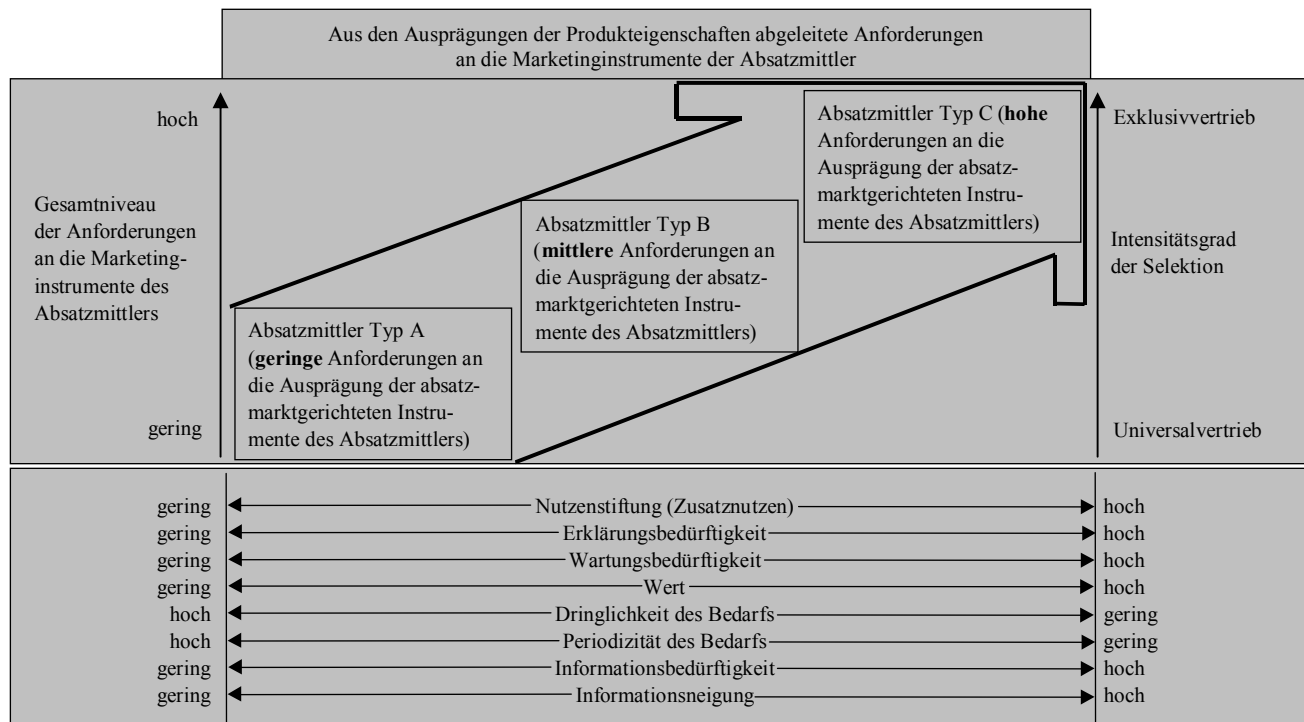 Aus den Ausprägungen der Produkteigenschaften abgeleitete Anforderungen
an die Marketinginstrumente der Absatzmittler
hoch
Gesamtniveau
der Anforderungen
an die Marketing-
instrumente des
Absatzmittlers
gering
Absatzmittler Typ A
(geringe Anforderungen an
die Ausprägung der absatz-
marktgerichteten Instru-
mente des Absatzmittlers)
Absatzmittler Typ B
(mittlere Anforderungen an
die Ausprägung der absatz-
marktgerichteten Instru-
mente des Absatzmittlers)
Absatzmittler Typ C (hohe
Anforderungen an die
Ausprägung der absatz-
marktgerichteten Instru-
mente des Absatzmittlers)
Exklusivvertrieb
Intensitätsgrad
der Selektion
Universalvertrieb
gering Nutzenstiftung (Zusatznutzen) hoch
gering Erklärungsbedürftigkeit hoch
gering Wartungsbedürftigkeit hoch
gering Wert hoch
hoch Dringlichkeit des Bedarfs gering
hoch Periodizität des Bedarfs gering
gering Informationsbedürftigkeit hoch
gering Informationsneigung hoch